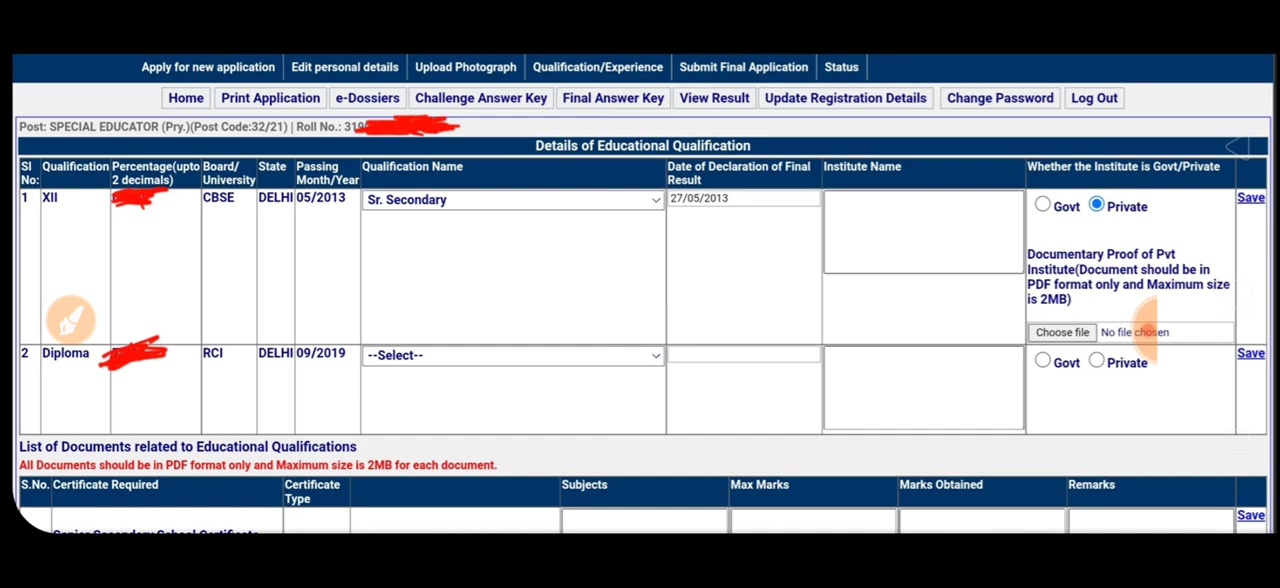 Apply for new application Edit personal details Upload Photograph Qualification/Experience Submit Final Application Status
Home Print Application e-Dossiers Challenge Answer Key Final Answer Key View Result Update Registration Details Change Password Log Out
Post: SPECIAL EDUCATOR (Pry.)(Post Code:32/21) | Roll No.: 319
Details of Educational Qualification
Sl No: Qualification Percentage(upto 2 decimals) Board/ University State Passing Month/Year Qualification Name Date of Declaration of Final Result Institute Name Whether the Institute is Govt/Private
1 XII CBSE DELHI 05/2013 Sr. Secondary 27/05/2013 Govt Private Save
Documentary Proof of Pvt
Institute(Document should be in
PDF format only and Maximum size
is 2MB)
Choose file No file chosen
2 Diploma RCI DELHI 09/2019 --Select-- Govt Private Save
List of Documents related to Educational Qualifications
All Documents should be in PDF format only and Maximum size is 2MB for each document.
S.No. Certificate Required Certificate Type Subjects Max Marks Marks Obtained Remarks
Save
Senior Secondary School Certificate